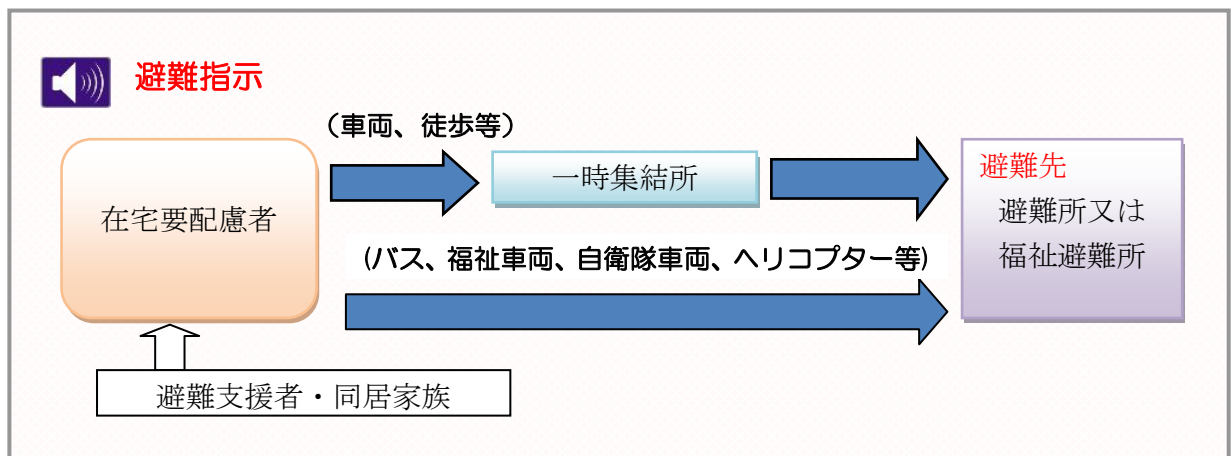 避難指示
（車両、徒歩等）
一時集結所
在宅要配慮者
避難先
避難所又は
福祉避難所
(バス、福祉車両、自衛隊車両、ヘリコプター等)
避難支援者・同居家族